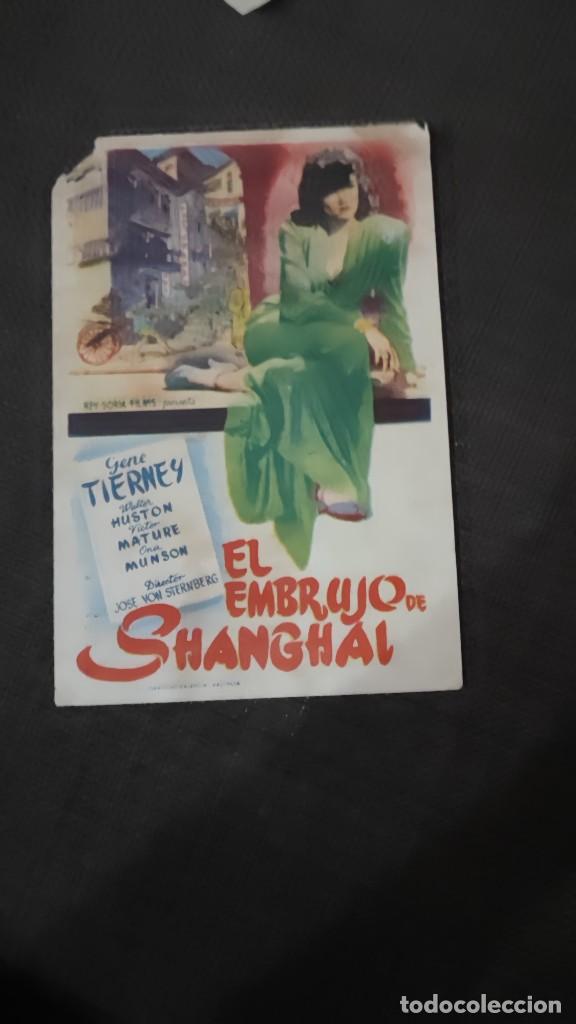 REY SORIA FILMS presenta
Gene
TIERNEY
Walter
HUSTON
Victor
MATURE
Ona
MUNSON
Director
JOSE VON STERNBERG
EL
EMBRUJO DE
SHANGHAI
todocoleccion